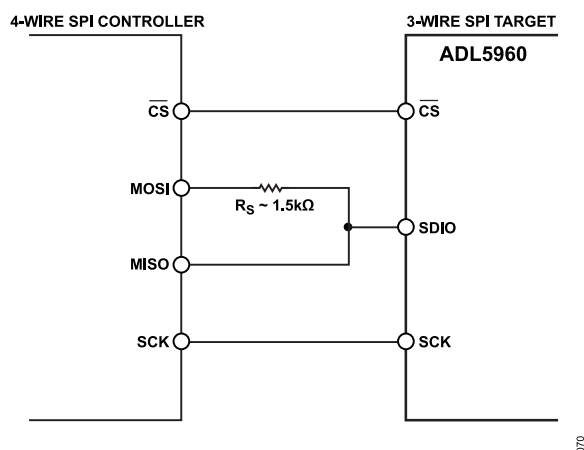 4-WIRE SPI CONTROLLER
3-WIRE SPI TARGET
ADL5960
CS
CS
MOSI
RS ~ 1.5kΩ
SDIO
MISO
SCK
SCK
070